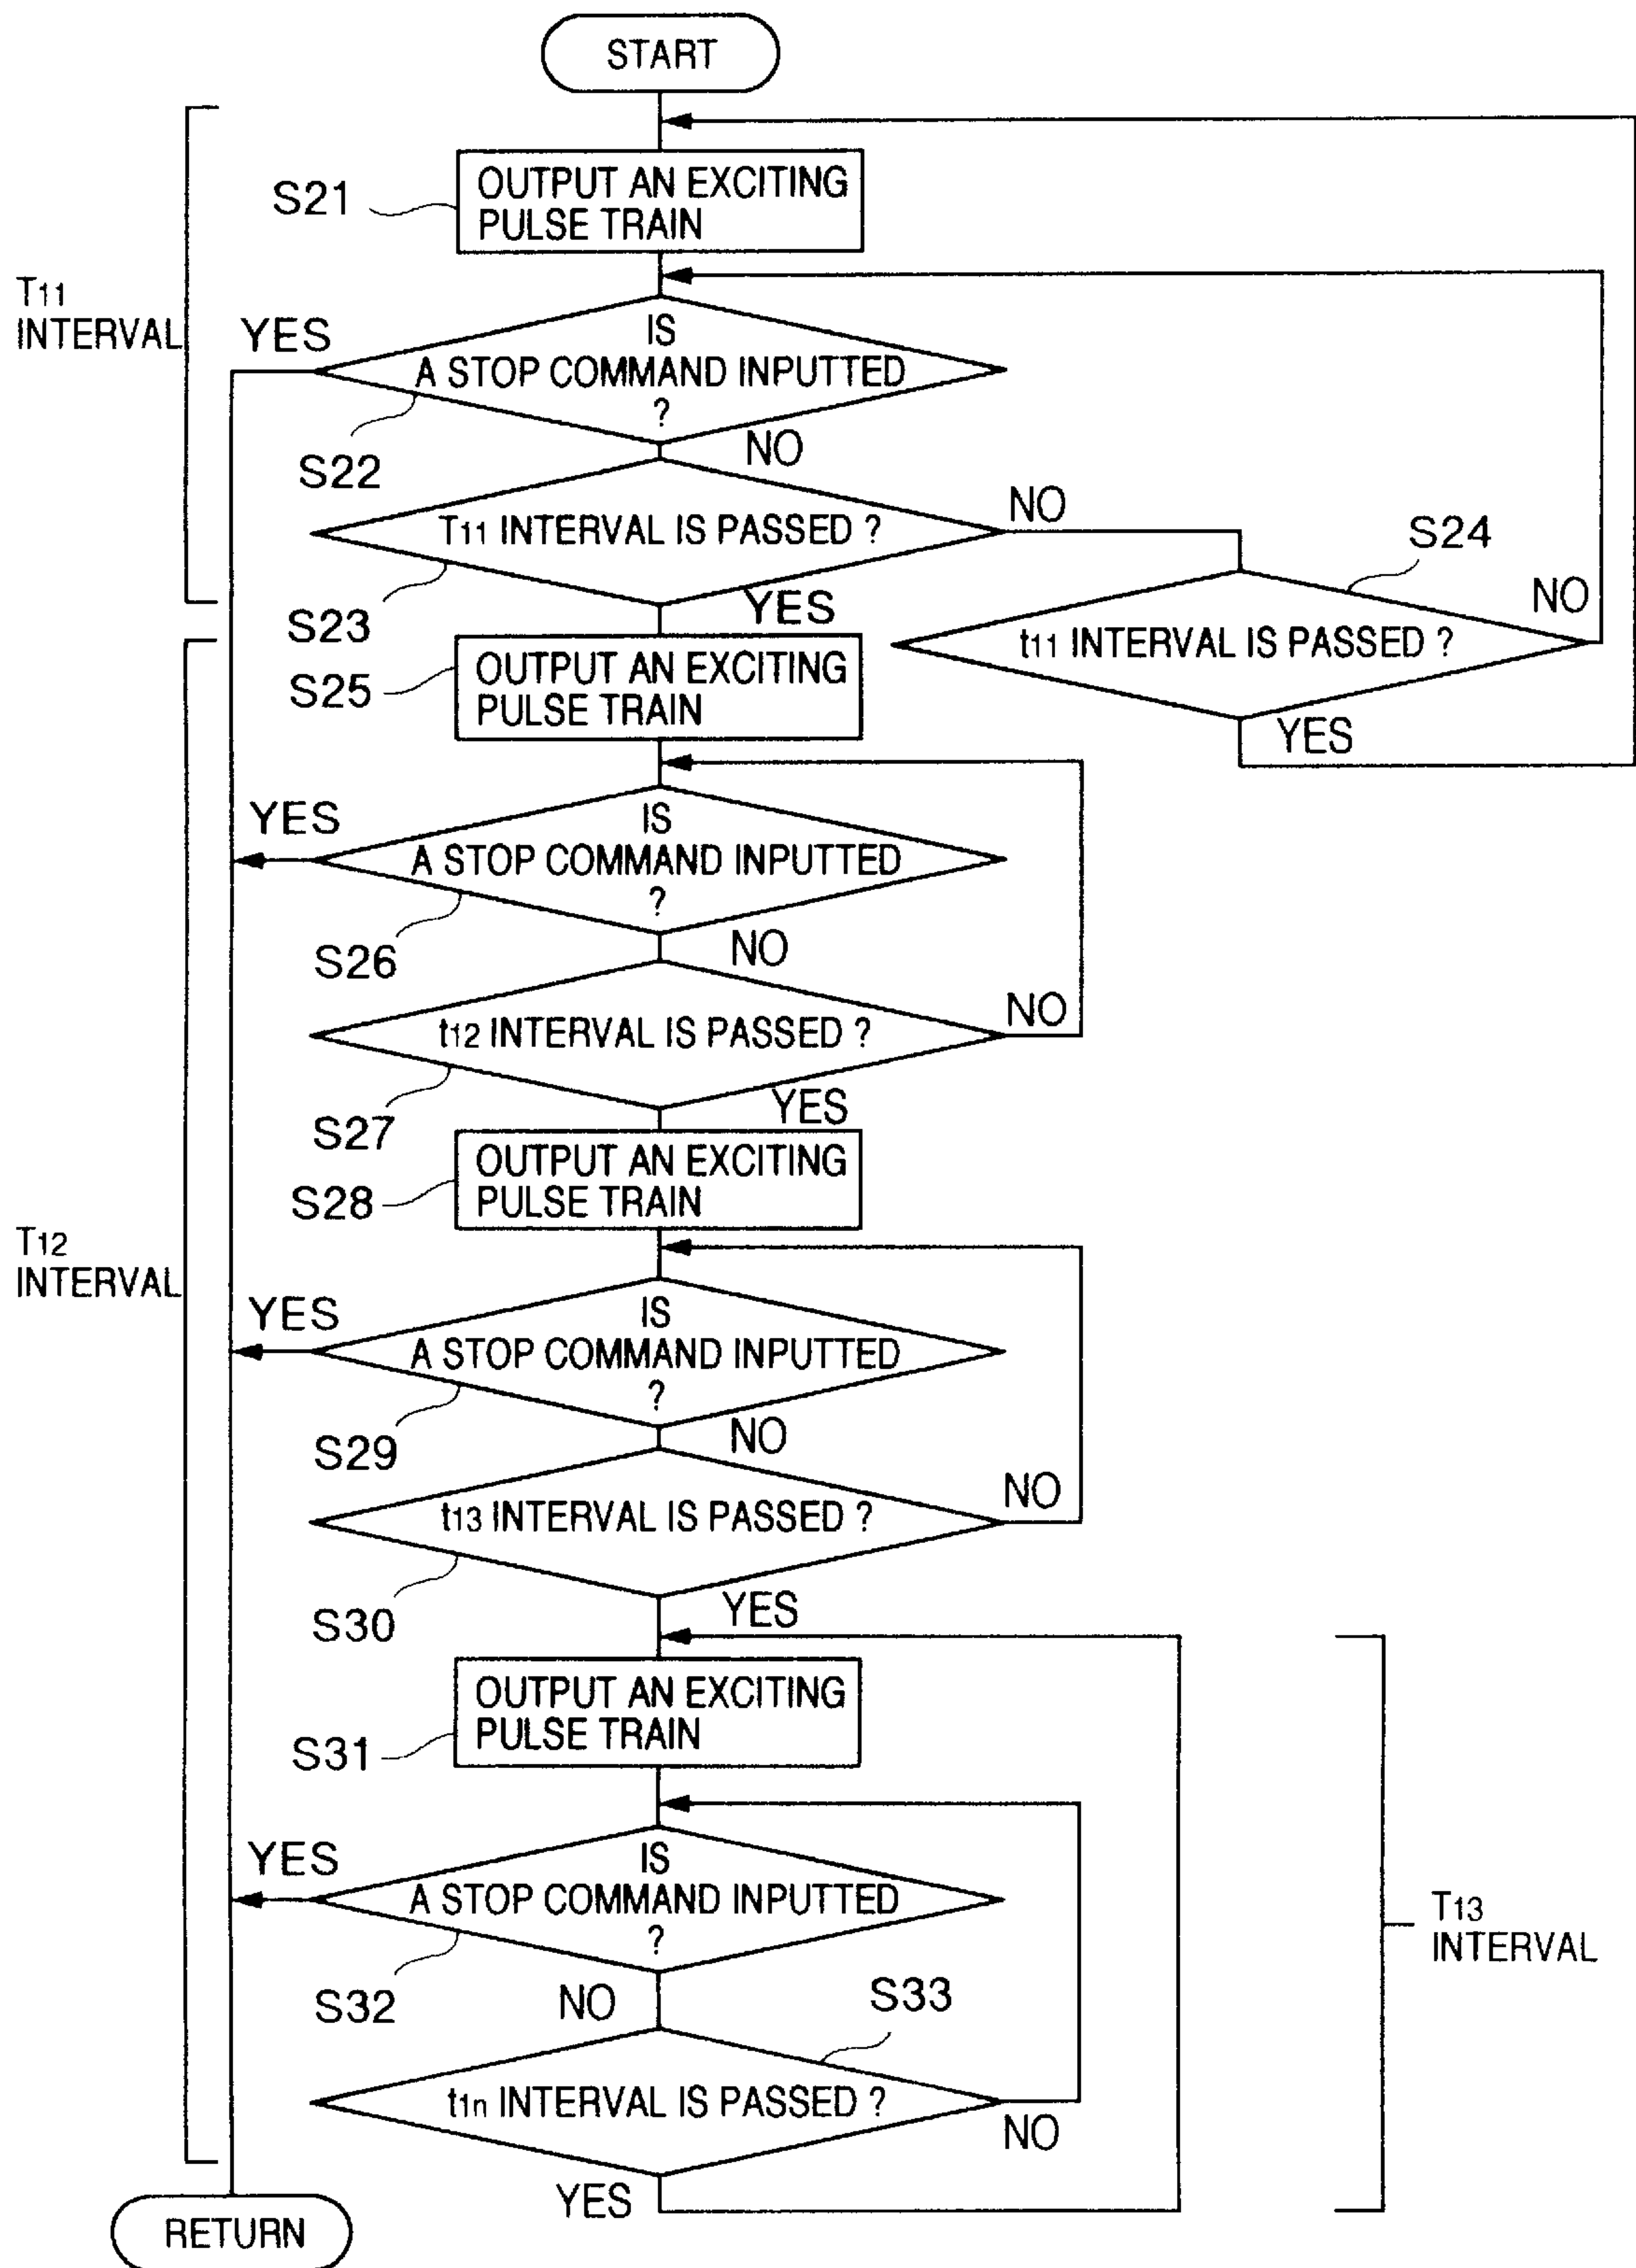 START
S21
OUTPUT AN EXCITING
PULSE TRAIN
T11
INTERVAL
YES
IS
A STOP COMMAND INPUTTED
?
S22
NO
T11 INTERVAL IS PASSED ?
NO
S23
YES
S24
t11 INTERVAL IS PASSED ?
NO
YES
S25
OUTPUT AN EXCITING
PULSE TRAIN
YES
IS
A STOP COMMAND INPUTTED
?
S26
NO
t12 INTERVAL IS PASSED ?
NO
S27
YES
S28
OUTPUT AN EXCITING
PULSE TRAIN
T12
INTERVAL
YES
IS
A STOP COMMAND INPUTTED
?
S29
NO
t13 INTERVAL IS PASSED ?
NO
S30
YES
S31
OUTPUT AN EXCITING
PULSE TRAIN
YES
IS
A STOP COMMAND INPUTTED
?
T13
INTERVAL
S32
NO
S33
t1n INTERVAL IS PASSED ?
NO
YES
RETURN